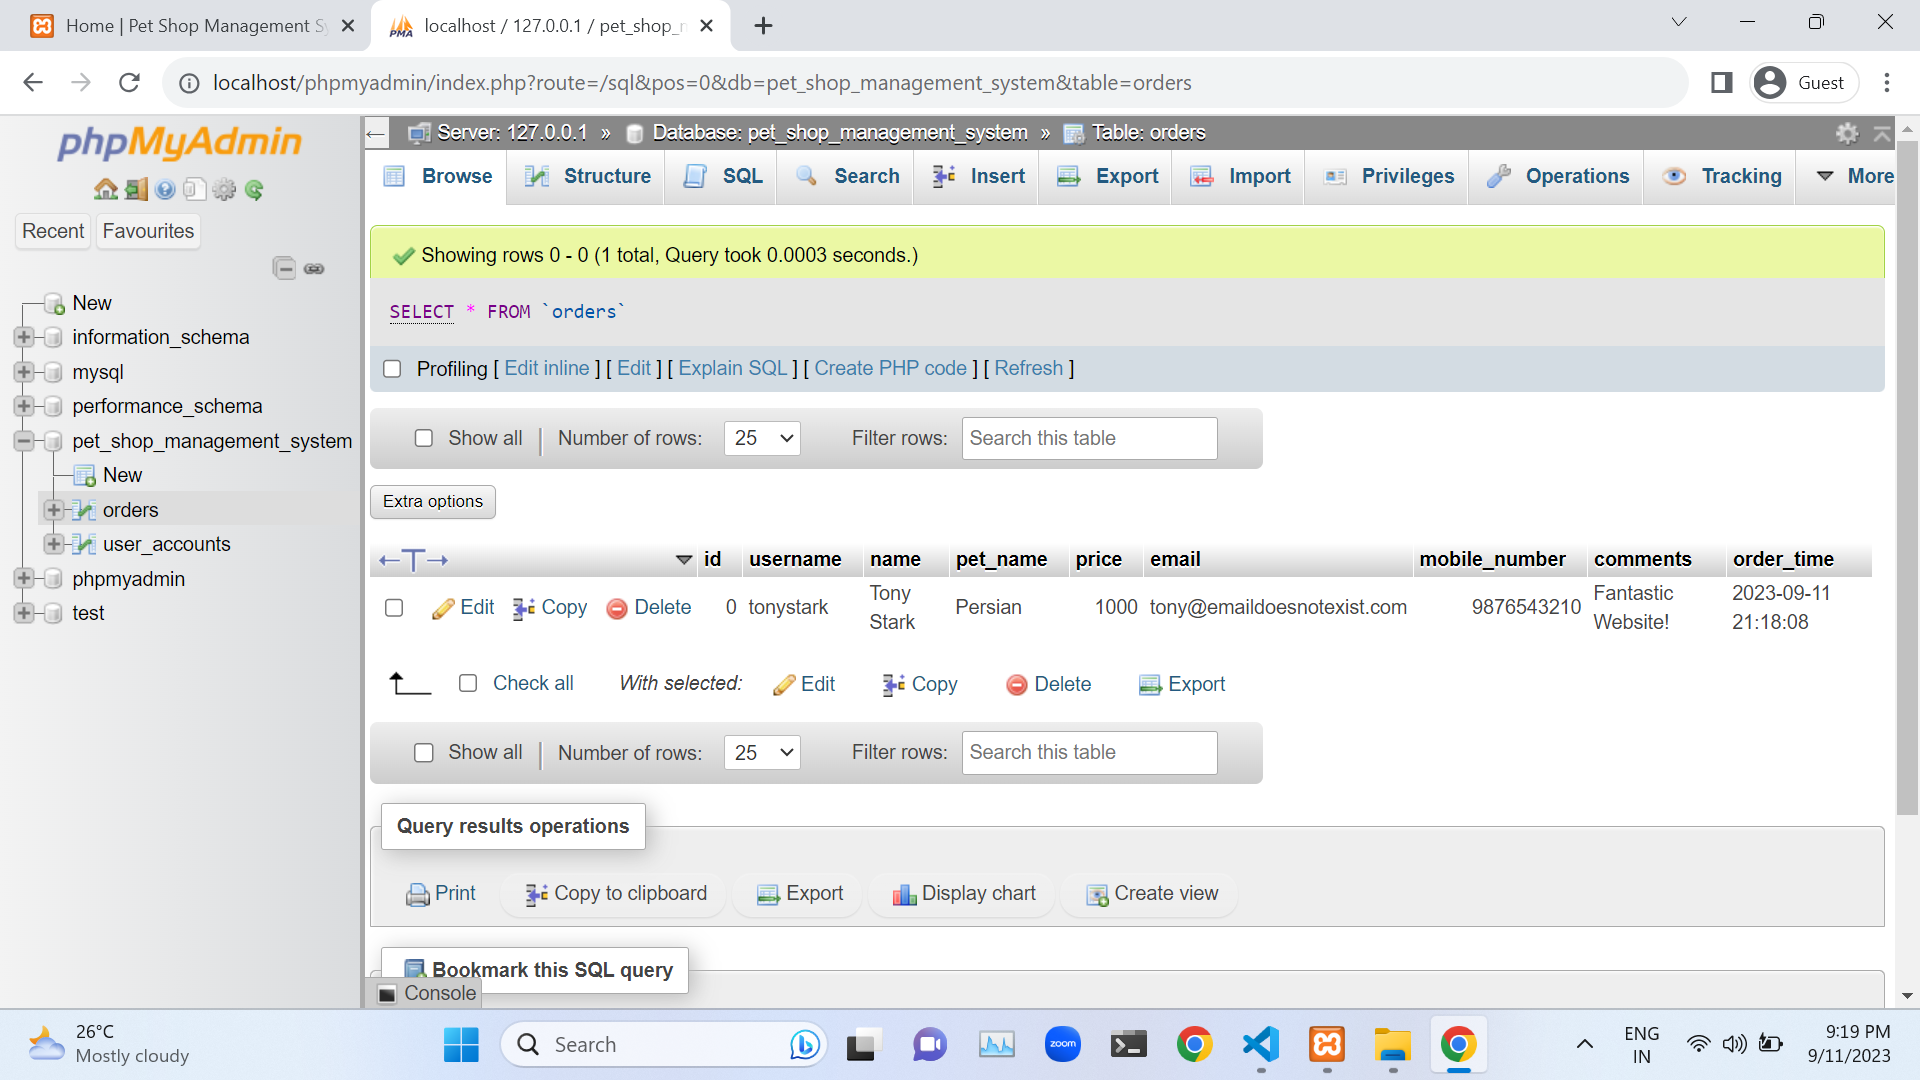 Home | Pet Shop Management Sy
localhost / 127.0.0.1 / pet_shop_m
localhost/phpmyadmin/index.php?route=/sql&pos=0&db=pet_shop_management_system&table=orders
Guest
phpMyAdmin
Recent
Favourites
New
information_schema
mysql
performance_schema
pet_shop_management_system
New
orders
user_accounts
phpmyadmin
test
Server: 127.0.0.1 » Database: pet_shop_management_system » Table: orders
Browse Structure SQL Search Insert Export Import Privileges Operations Tracking More
Showing rows 0 - 0 (1 total, Query took 0.0003 seconds.)
SELECT * FROM `orders`
Profiling [ Edit inline ] [ Edit ] [ Explain SQL ] [ Create PHP code ] [ Refresh ]
Show all Number of rows: 25 Filter rows: Search this table
Extra options
id username name pet_name price email mobile_number comments order_time
Edit Copy Delete 0 tonystark Tony Stark Persian 1000 tony@emaildoesnotexist.com 9876543210 Fantastic Website! 2023-09-11 21:18:08
Check all With selected: Edit Copy Delete Export
Show all Number of rows: 25 Filter rows: Search this table
Query results operations
Print Copy to clipboard Export Display chart Create view
Bookmark this SQL query
Console
26°C
Mostly cloudy
Search
zoom
ENG
IN
9:19 PM
9/11/2023